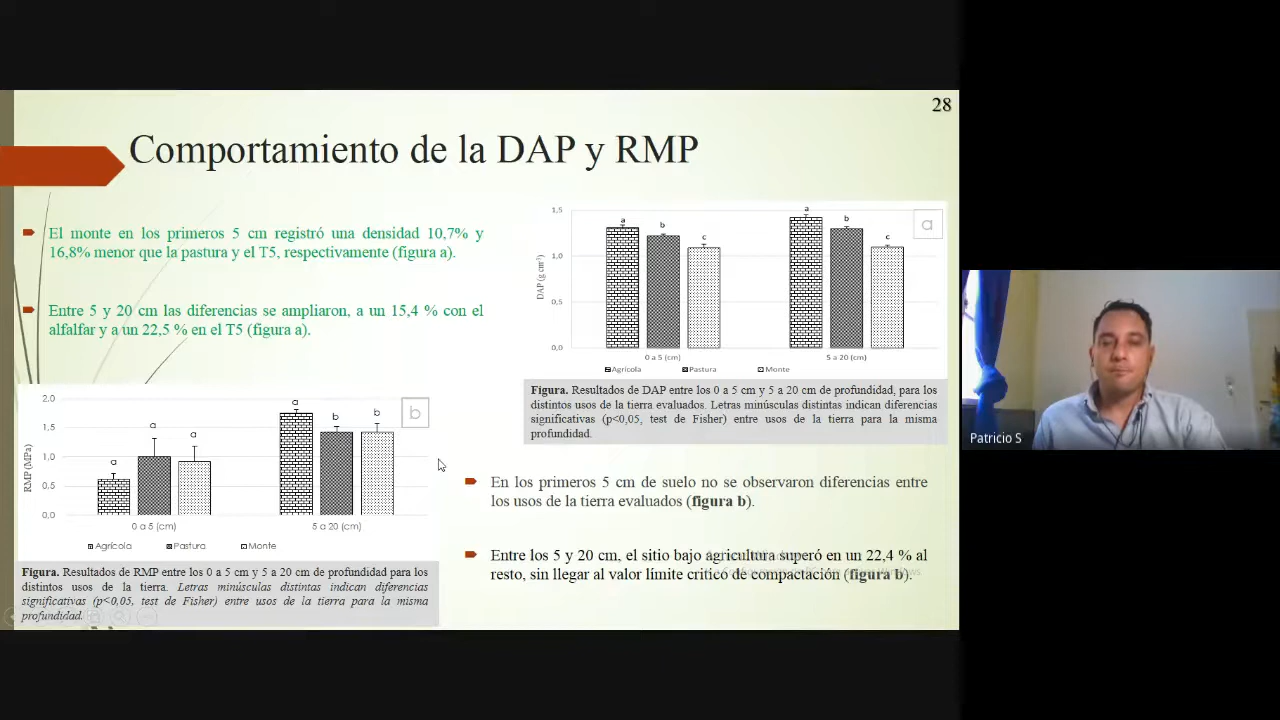 28
Comportamiento de la DAP y RMP
El monte en los primeros 5 cm registró una densidad 10,7% y
16,8% menor que la pastura y el T5, respectivamente (figura a).
Entre 5 y 20 cm las diferencias se ampliaron, a un 15,4 % con el
alfalfar y a un 22,5 % en el T5 (figura a).
1,5
1,0
0,5
0,0
DAP (g cm-3)
a
b
c
a
b
c
a
0 a 5 (cm)
5 a 20 (cm)
Agrícola
Pastura
Monte
Figura. Resultados de DAP entre los 0 a 5 cm y 5 a 20 cm de profundidad, para los
distintos usos de la tierra evaluados. Letras minúsculas distintas indican diferencias
significativas (p<0,05, test de Fisher) entre usos de la tierra para la misma
profundidad.
2,0
1,5
1,0
0,5
0,0
RMP (MPa)
a
a
a
a
b
b
b
0 a 5 (cm)
5 a 20 (cm)
Agrícola
Pastura
Monte
Figura. Resultados de RMP entre los 0 a 5 cm y 5 a 20 cm de profundidad para los
distintos usos de la tierra. Letras minúsculas distintas indican diferencias
significativas (p<0,05, test de Fisher) entre usos de la tierra para la misma
profundidad.
En los primeros 5 cm de suelo no se observaron diferencias entre
los usos de la tierra evaluados (figura b).
Entre los 5 y 20 cm, el sitio bajo agricultura superó en un 22,4 % al
resto, sin llegar al valor límite critico de compactación (figura b).
Patricio S